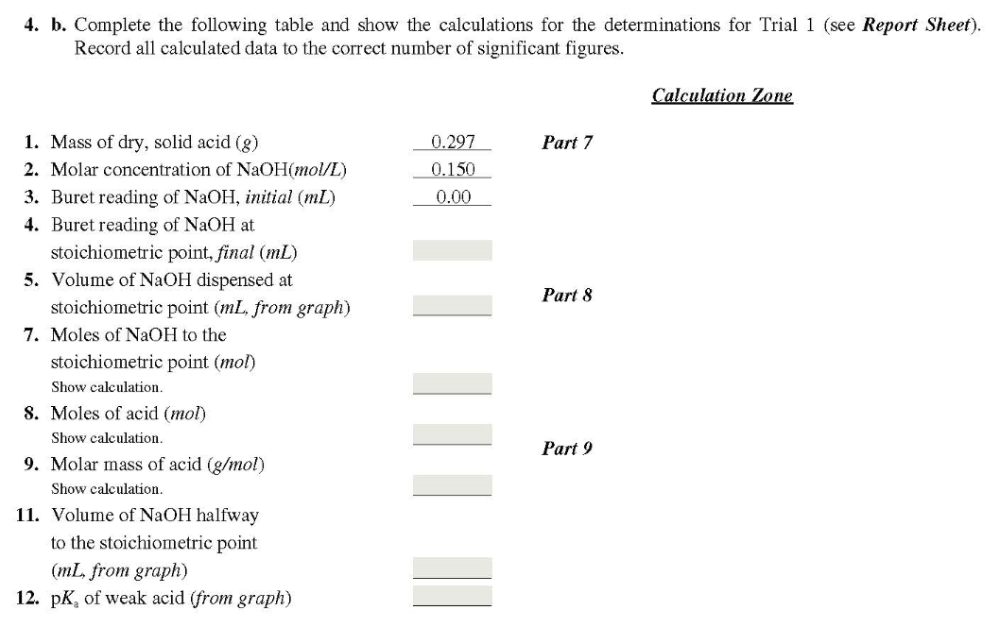 4. b. Complete the following table and show the calculations for the determinations for Trial 1 (see Report Sheet).
Record all calculated data to the correct number of significant figures.
Calculation Zone
1. Mass of dry, solid acid (g) 0.297 Part 7
2. Molar concentration of NaOH(mol/L) 0.150
3. Buret reading of NaOH, initial (mL) 0.00
4. Buret reading of NaOH at
stoichiometric point, final (mL)
5. Volume of NaOH dispensed at
Part 8
stoichiometric point (mL, from graph)
7. Moles of NaOH to the
stoichiometric point (mol)
Show calculation.
8. Moles of acid (mol)
Show calculation.
Part 9
9. Molar mass of acid (g/mol)
Show calculation.
11. Volume of NaOH halfway
to the stoichiometric point
(mL, from graph)
12. pKa of weak acid (from graph)